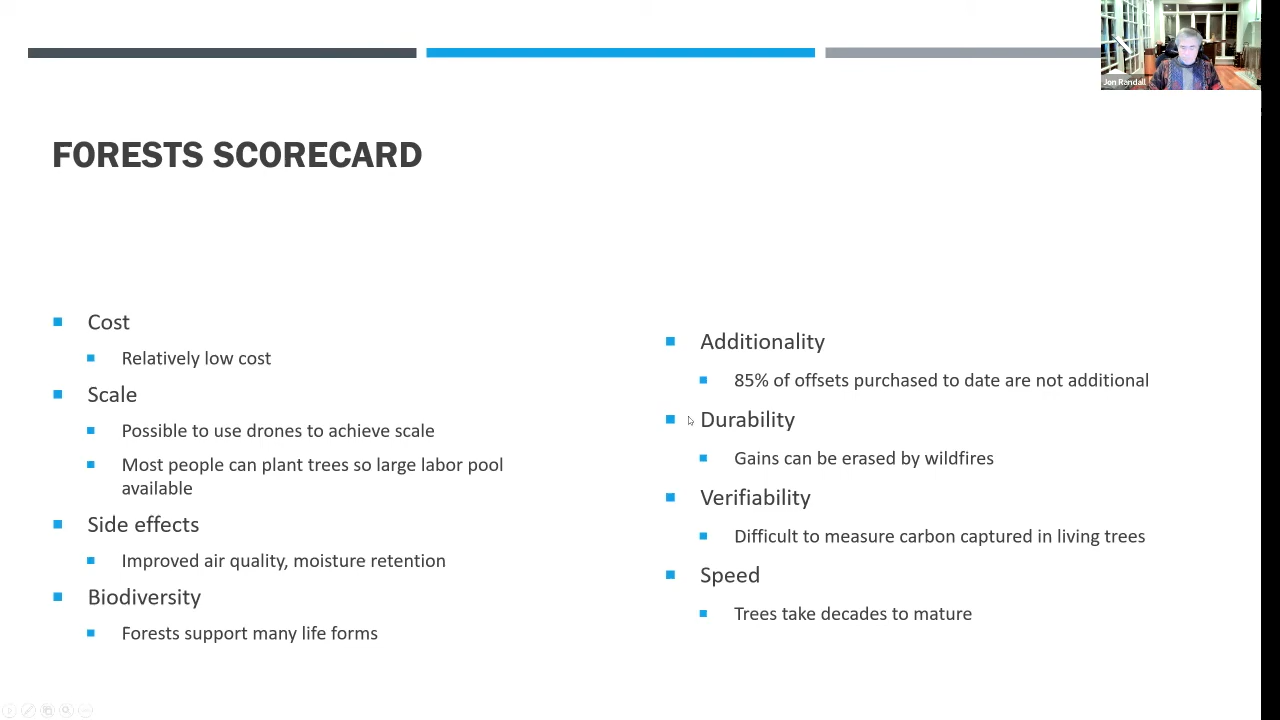 Jon Randall
FORESTS SCORECARD
Cost
Relatively low cost
Scale
Possible to use drones to achieve scale
Most people can plant trees so large labor pool
available
Side effects
Improved air quality, moisture retention
Biodiversity
Forests support many life forms
Additionality
85% of offsets purchased to date are not additional
Durability
Gains can be erased by wildfires
Verifiability
Difficult to measure carbon captured in living trees
Speed
Trees take decades to mature